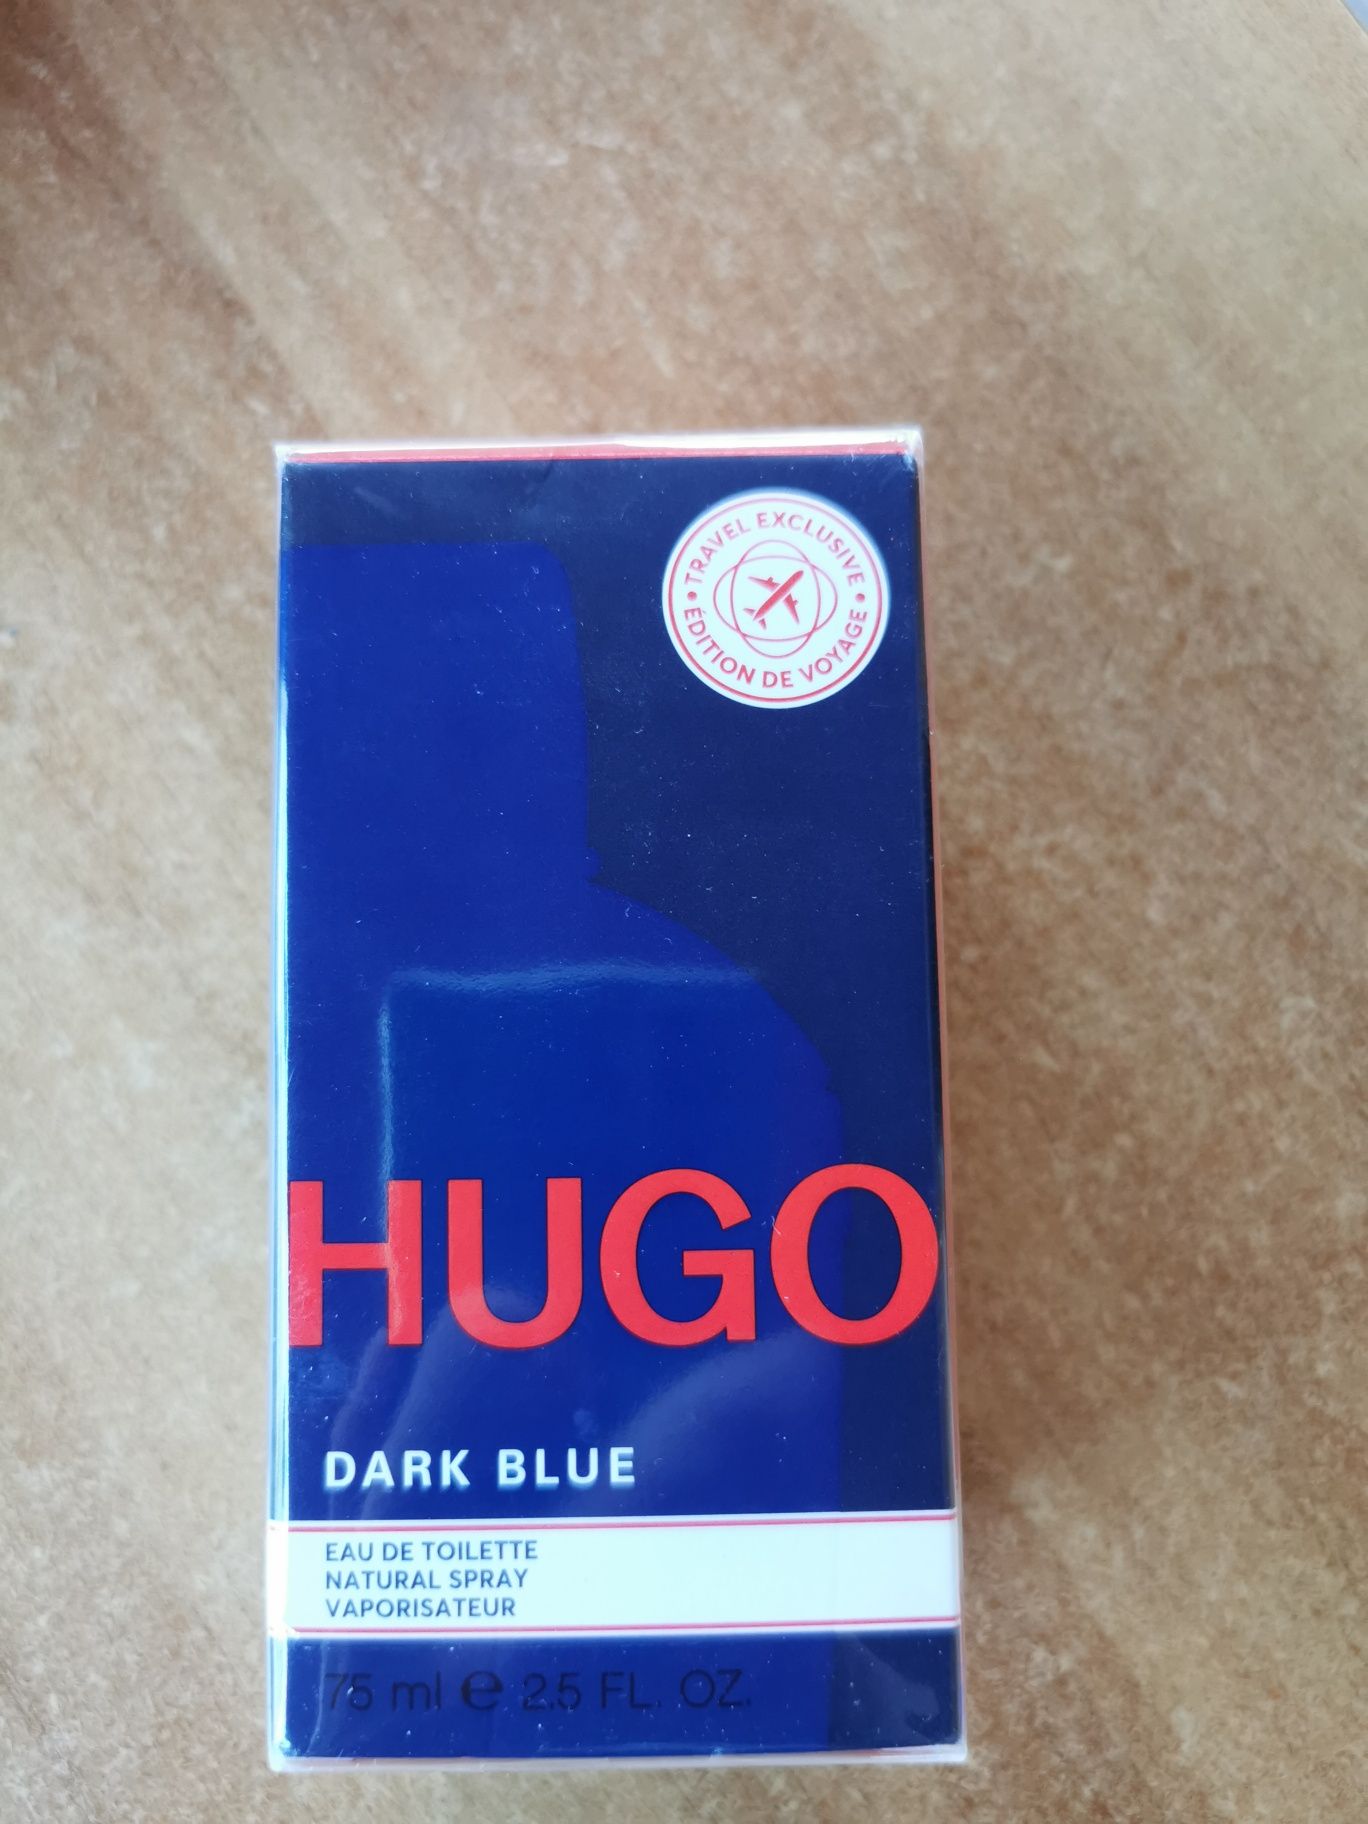 TRAVEL EXCLUSIVE
ÉDITION DE VOYAGE
HUGO
DARK BLUE
EAU DE TOILETTE
NATURAL SPRAY
VAPORISATEUR
75 ml e 2.5 FL. OZ.